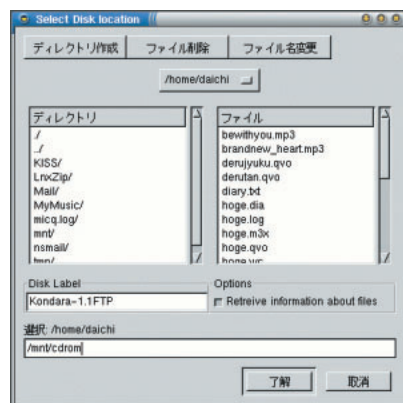 Select Disk location
ディレクトリ作成 ファイル削除 ファイル名変更
/home/daichi
ディレクトリ
./
../
KISS/
LnxZip/
Mail/
MyMusic/
micq.log/
mnt/
nsmail/
tmp/
ファイル
bewithyou.mp3
brandnew_heart.mp3
derujyuku.qvo
derutan.qvo
diary.txt
hoge.dia
hoge.log
hoge.m3x
hoge.qvo
Disk Label
Kondara-1.1FTP
Options
Retreive information about files
選択: /home/daichi
/mnt/cdrom
了解 取消